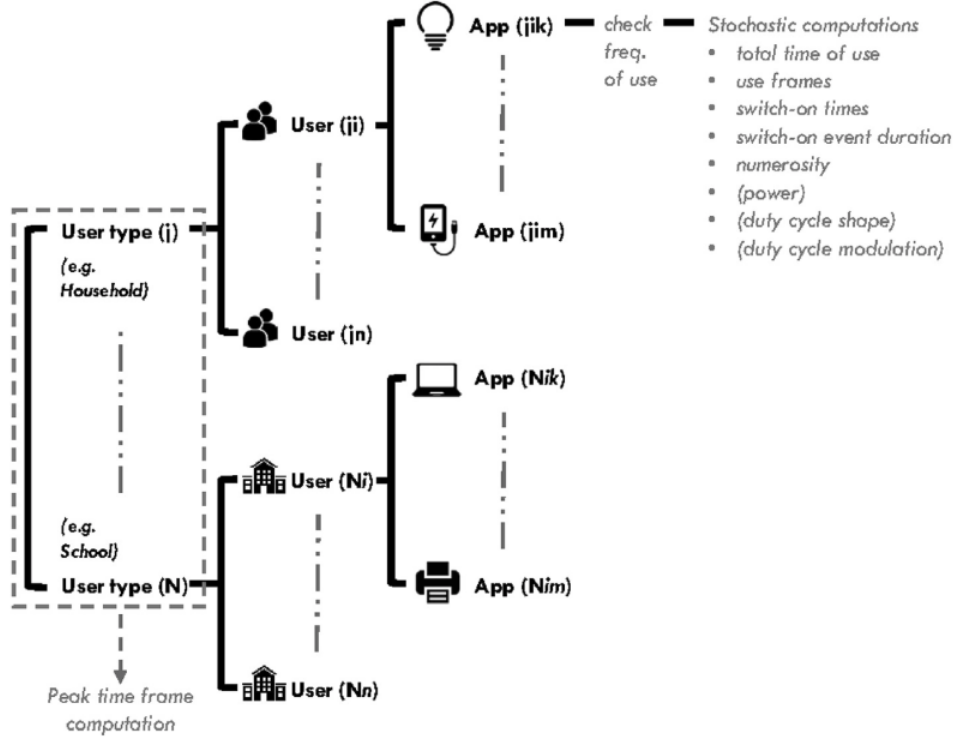 App (jik)
check
freq.
of use
Stochastic computations
• total time of use
• use frames
• switch-on times
• switch-on event duration
• numerosity
• (power)
• (duty cycle shape)
• (duty cycle modulation)
User (ji)
App (jim)
User type (j)
(e.g.
Household)
User (jn)
App (Nik)
User (Ni)
(e.g.
School)
User type (N)
App (Nim)
User (Nn)
Peak time frame
computation